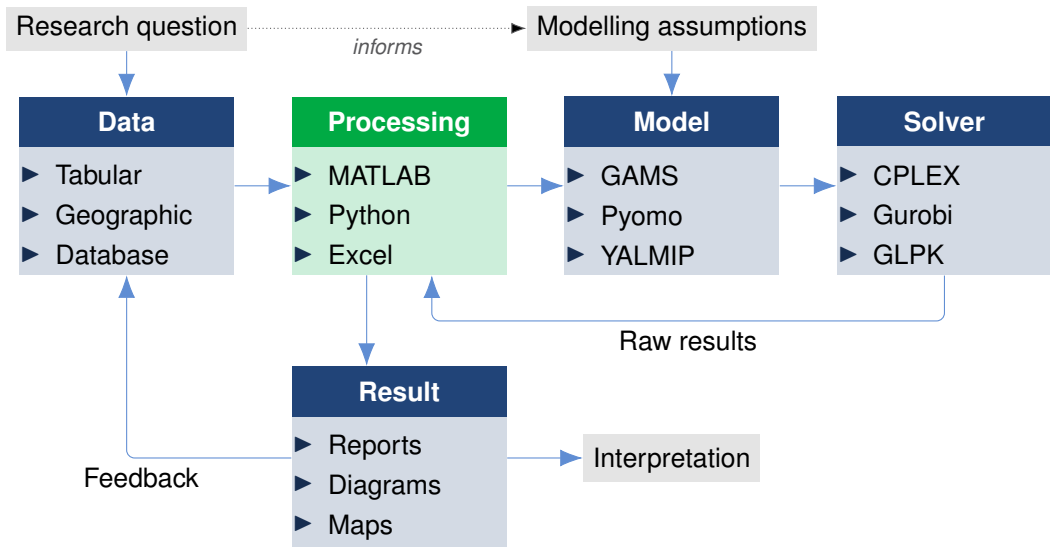 Research question
informs
Modelling assumptions
Data
Tabular
Geographic
Database
Processing
MATLAB
Python
Excel
Model
GAMS
Pyomo
YALMIP
Solver
CPLEX
Gurobi
GLPK
Raw results
Result
Reports
Diagrams
Maps
Feedback
Interpretation